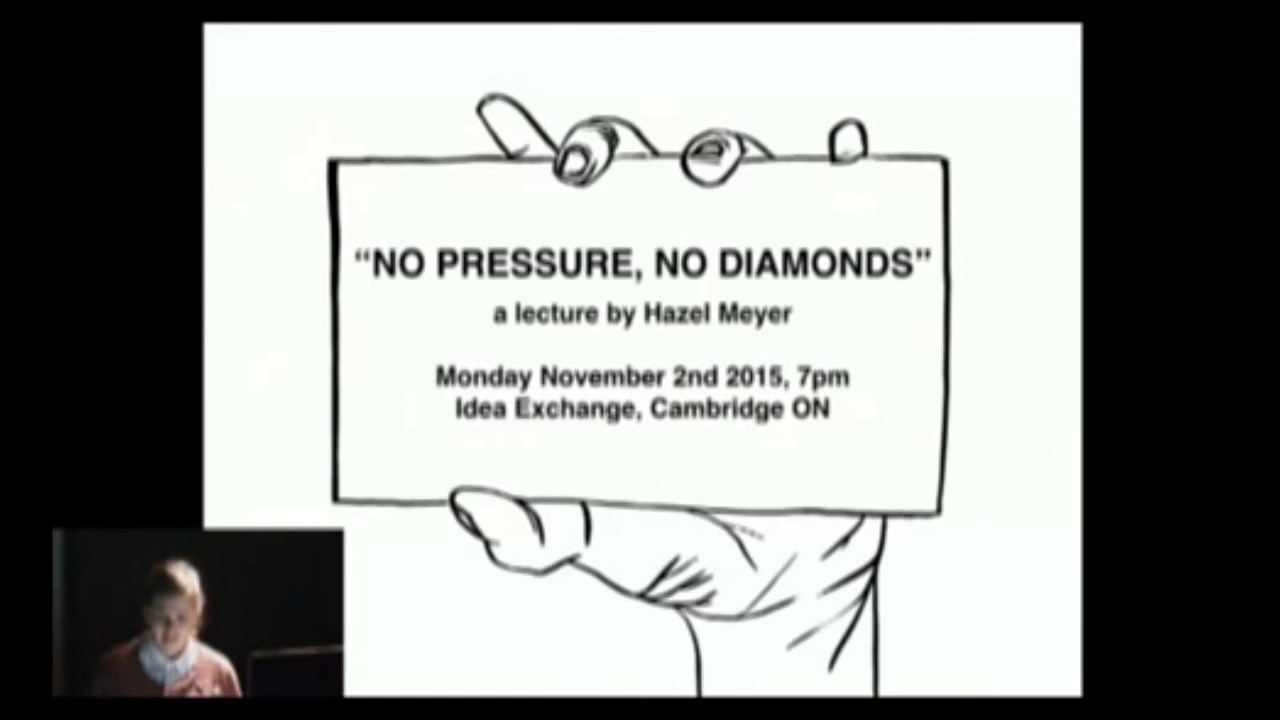 “NO PRESSURE, NO DIAMONDS”
a lecture by Hazel Meyer
Monday November 2nd 2015, 7pm
Idea Exchange, Cambridge ON